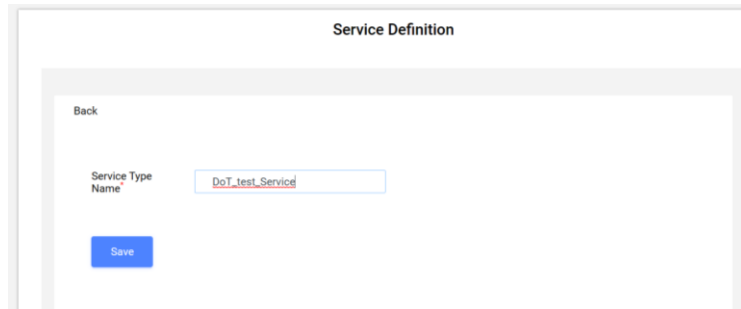 Service Definition
Back
Service Type
Name*
DoT_test_Service
Save